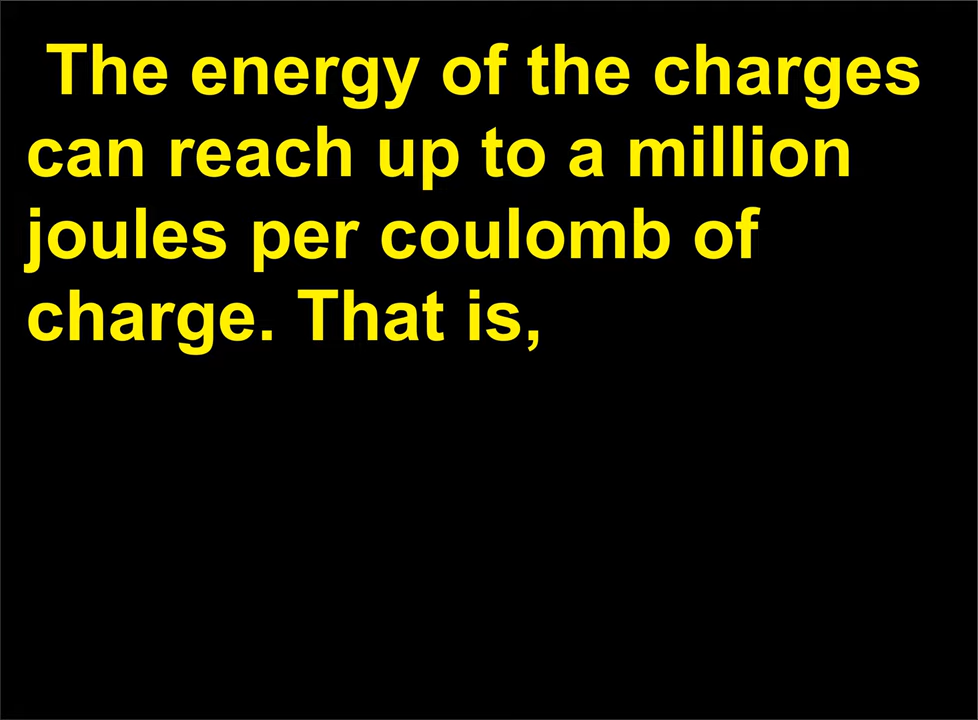 The energy of the charges
can reach up to a million
joules per coulomb of
charge. That is,